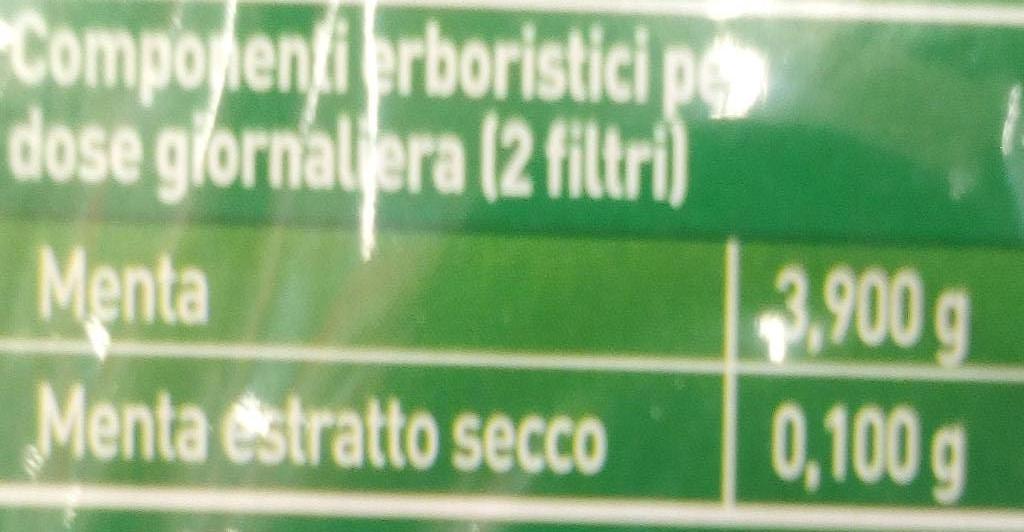 Componenti erboristici per
dose giornaliera (2 filtri)
Menta 3,900 g
Menta estratto secco 0,100 g